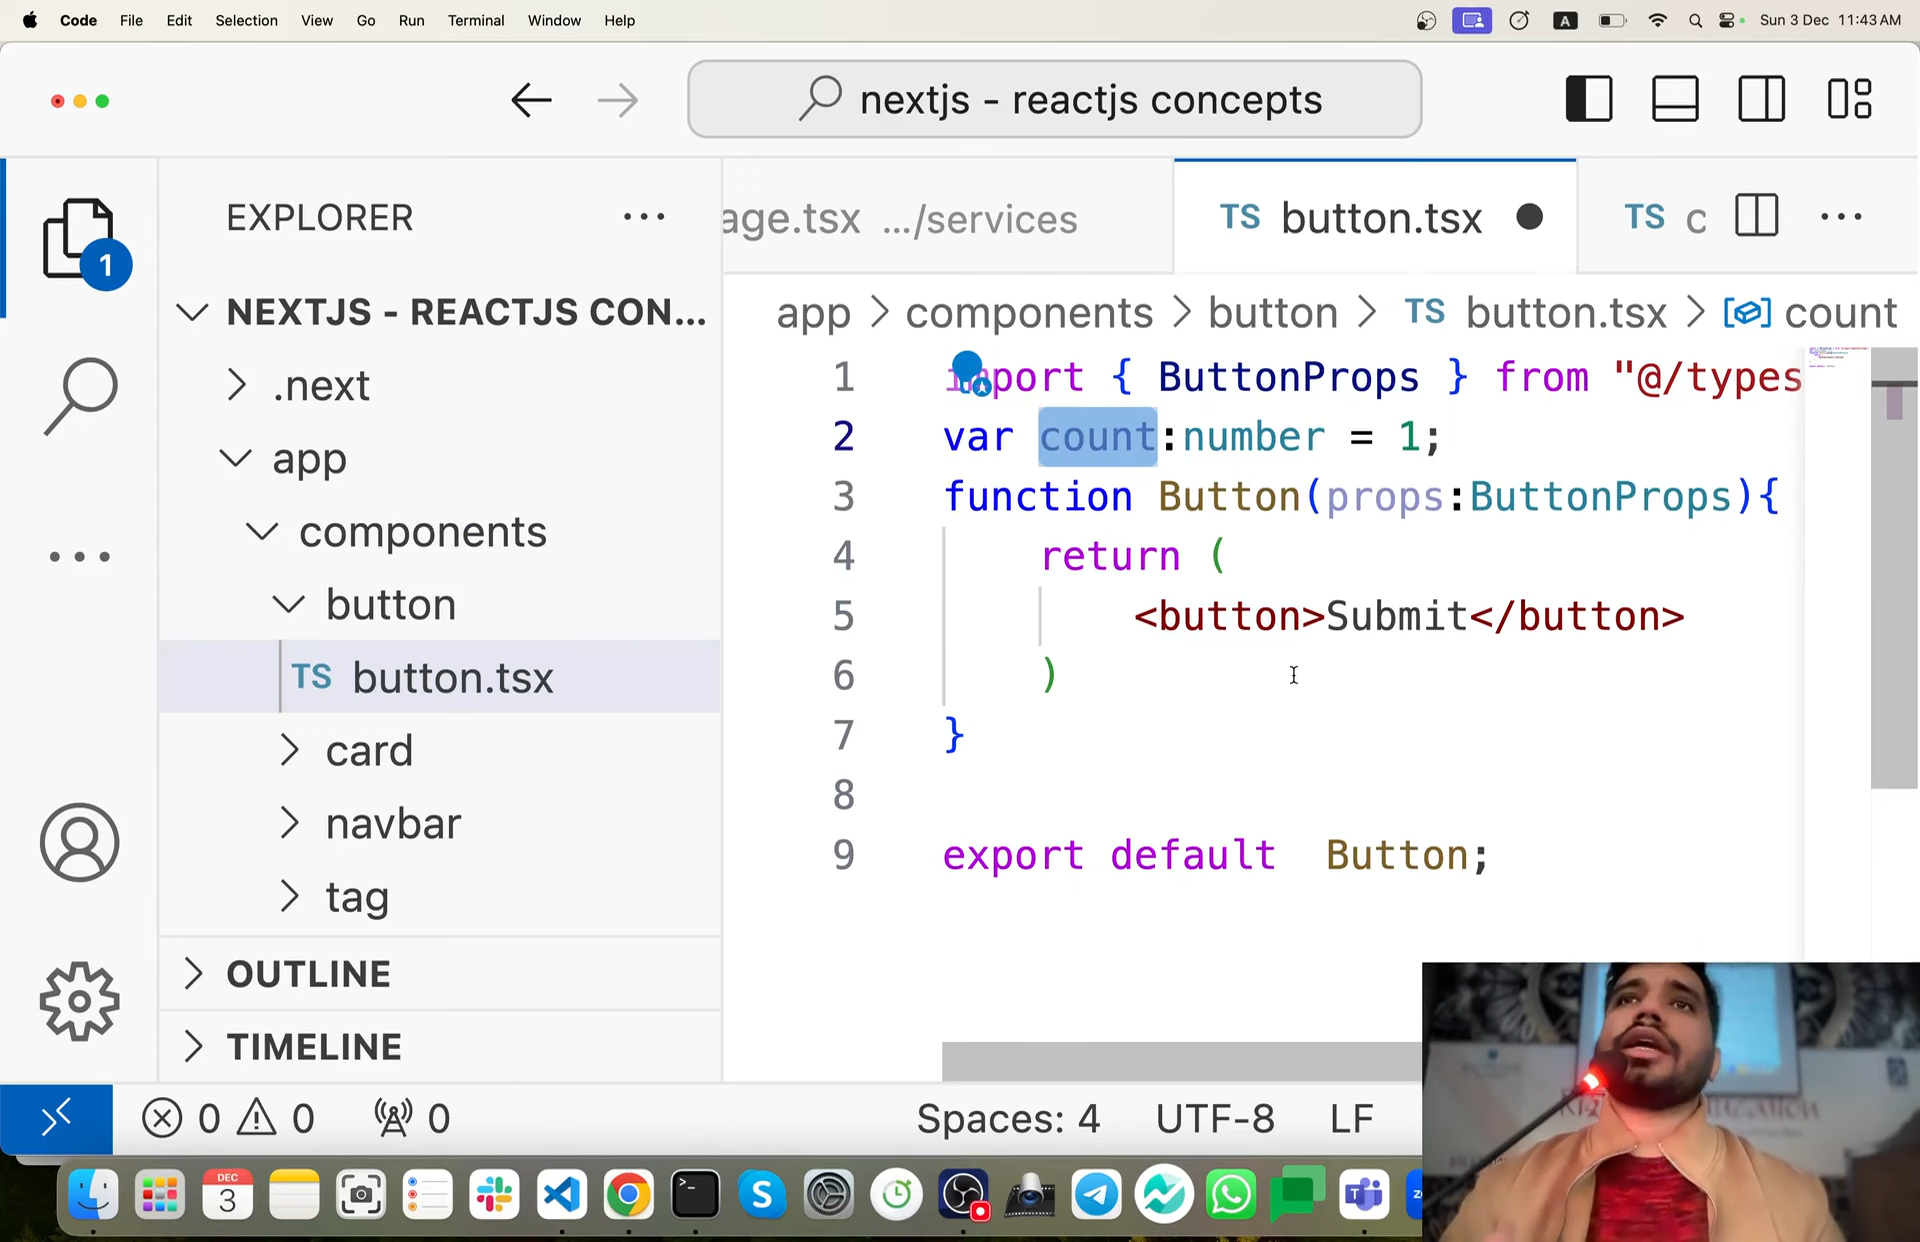 Code File Edit Selection View Go Run Terminal Window Help
A Sun 3 Dec 11:43 AM
nextjs - reactjs concepts
1
EXPLORER
age.tsx .../services
TS button.tsx
TS c
NEXTJS - REACTJS CON...
app > components > button > TS button.tsx > count
.next
app
components
button
TS button.tsx
card
navbar
tag
OUTLINE
TIMELINE
1 import { ButtonProps } from "@/types
2 var count:number = 1;
3 function Button(props:ButtonProps){
4 return (
5 <button>Submit</button>
6 )
7 }
8
9 export default  Button;
0 0 0
Spaces: 4 UTF-8 LF
DEC
3
S